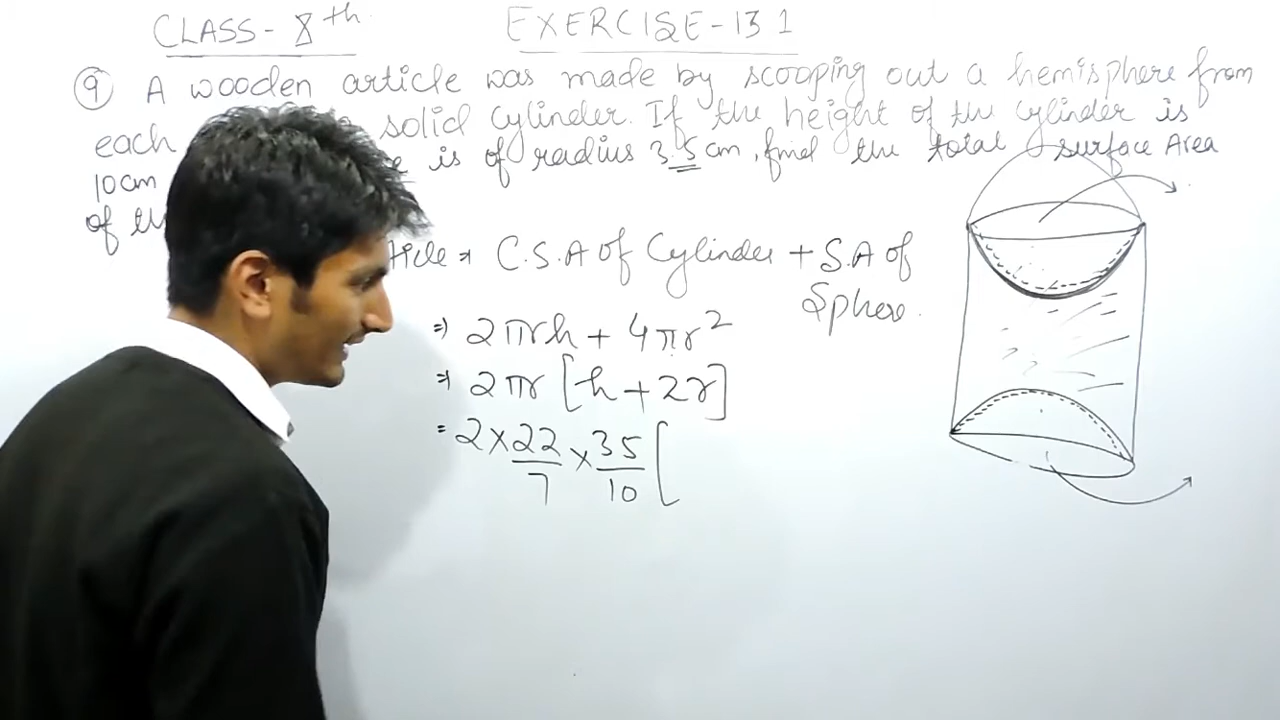 CLASS - 8th
EXERCISE - 13 1
9 A wooden article was made by scooping out a hemisphere from
each solid cylinder. If the height of the cylinder is
10cm is of radius 3.5 cm, find the total surface Area
of
C.S.A of Cylinder + S.A of
Sphere.
⇒ 2πrh + 4πr²
⇒ 2πr [h + 2r]
= 2 × 22/7 × 35/10 [